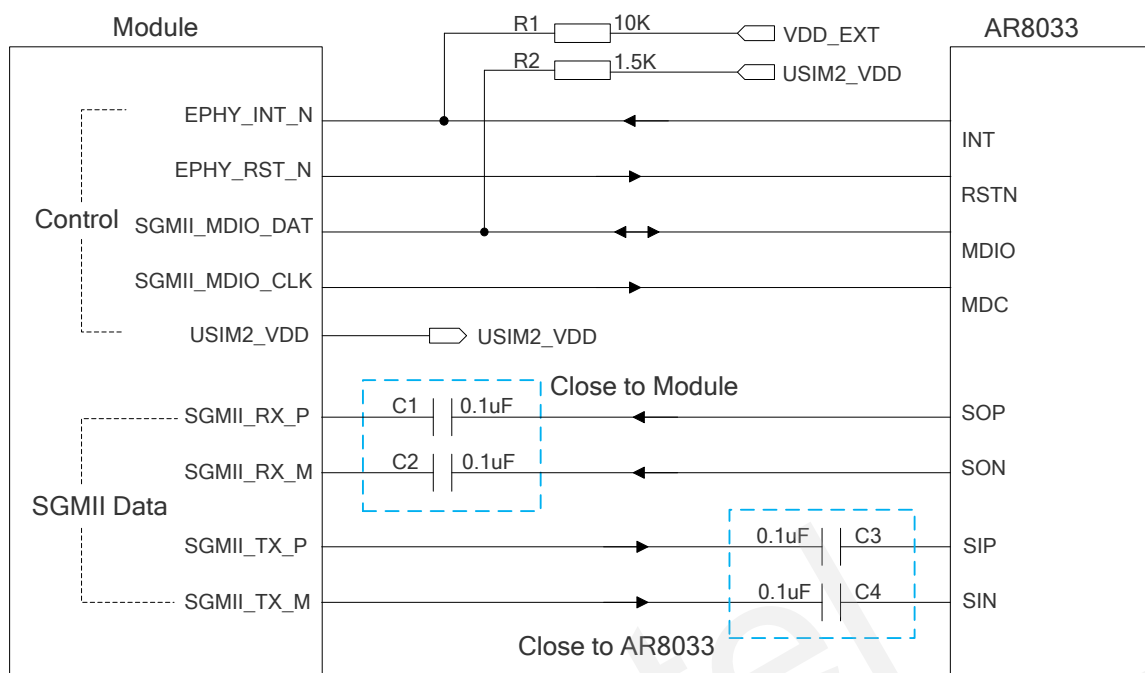 Module
AR8033
R1 10K VDD_EXT
R2 1.5K USIM2_VDD
EPHY_INT_N
INT
EPHY_RST_N
RSTN
Control
SGMII_MDIO_DAT
MDIO
SGMII_MDIO_CLK
MDC
USIM2_VDD USIM2_VDD
Close to Module
SGMII_RX_P C1 0.1uF SOP
SGMII_RX_M C2 0.1uF SON
SGMII Data
SGMII_TX_P 0.1uF C3 SIP
SGMII_TX_M 0.1uF C4 SIN
Close to AR8033